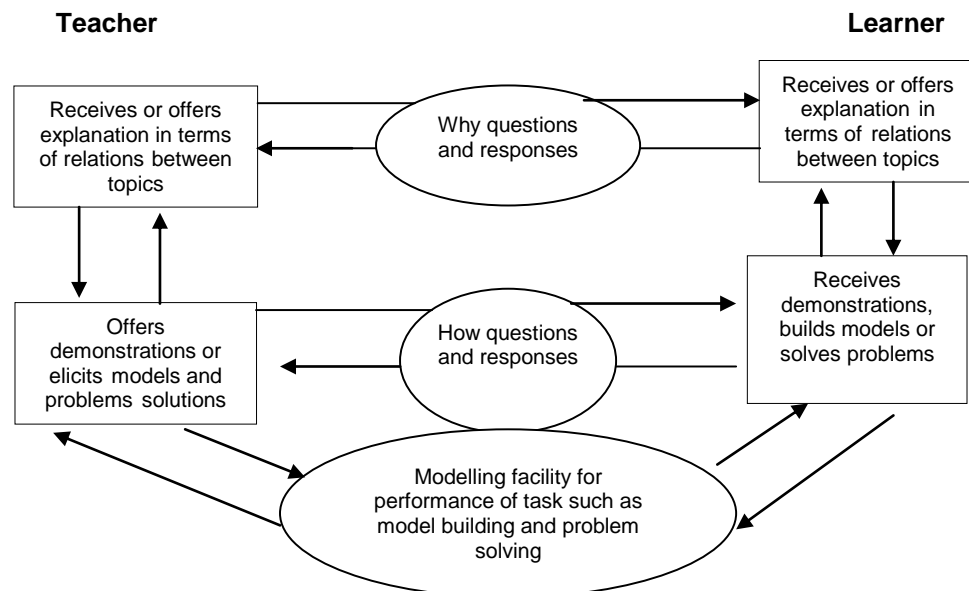 Teacher
Learner
Receives or offers
explanation in terms
of relations between
topics
Why questions
and responses
Receives or offers
explanation in
terms of relations
between topics
Offers
demonstrations or
elicits models and
problems solutions
How questions
and responses
Receives
demonstrations,
builds models or
solves problems
Modelling facility for
performance of task such as
model building and problem
solving